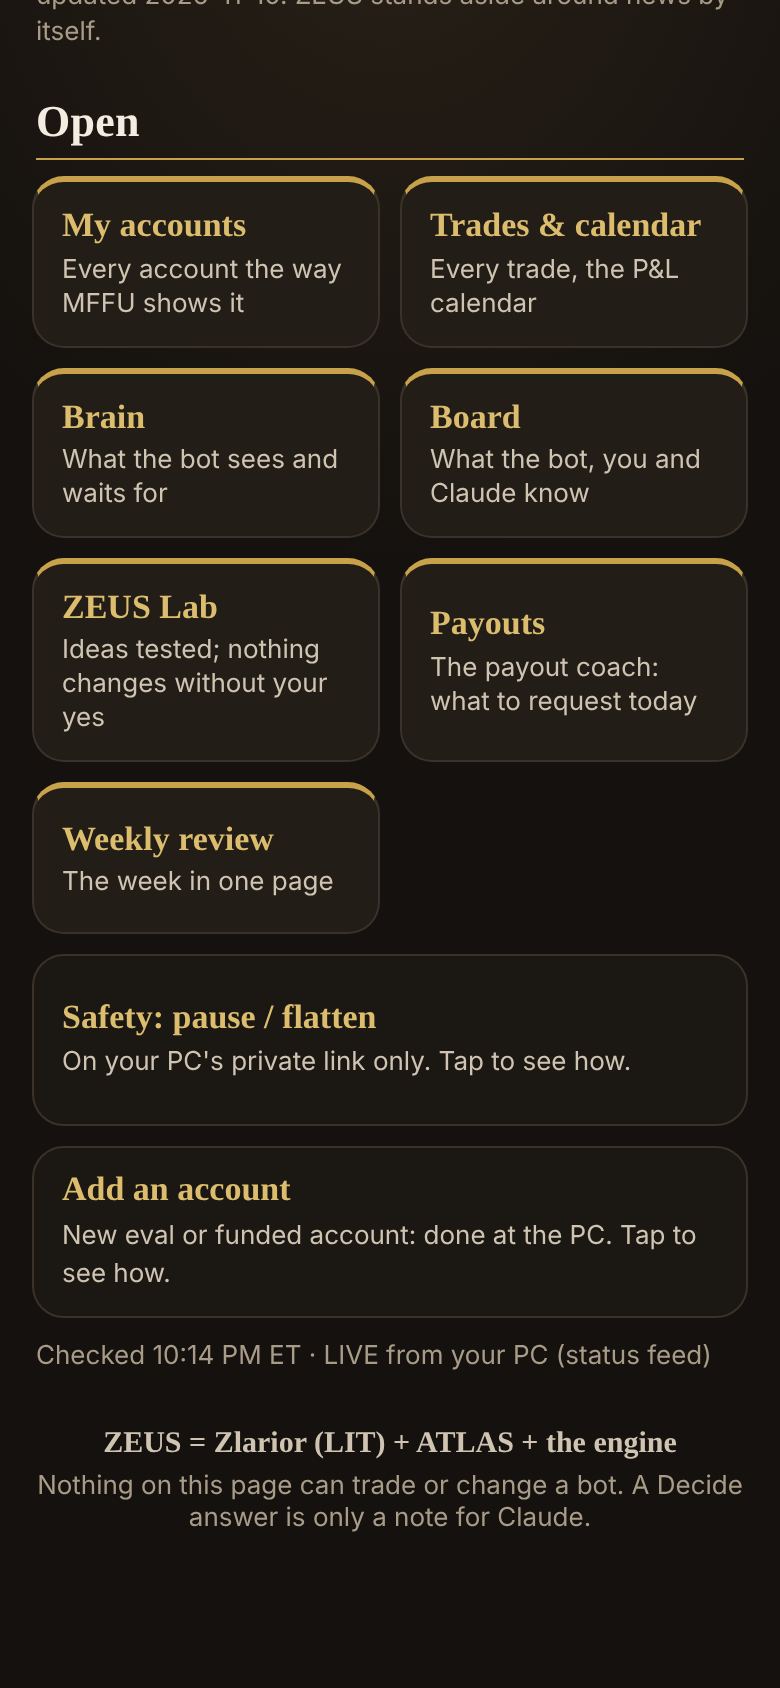 itself.
Open
My accounts
Every account the way
MFFU shows it
Trades & calendar
Every trade, the P&L
calendar
Brain
What the bot sees and
waits for
Board
What the bot, you and
Claude know
ZEUS Lab
Ideas tested; nothing
changes without your
yes
Payouts
The payout coach:
what to request today
Weekly review
The week in one page
Safety: pause / flatten
On your PC's private link only. Tap to see how.
Add an account
New eval or funded account: done at the PC. Tap to
see how.
Checked 10:14 PM ET · LIVE from your PC (status feed)
ZEUS = Zlarior (LIT) + ATLAS + the engine
Nothing on this page can trade or change a bot. A Decide
answer is only a note for Claude.